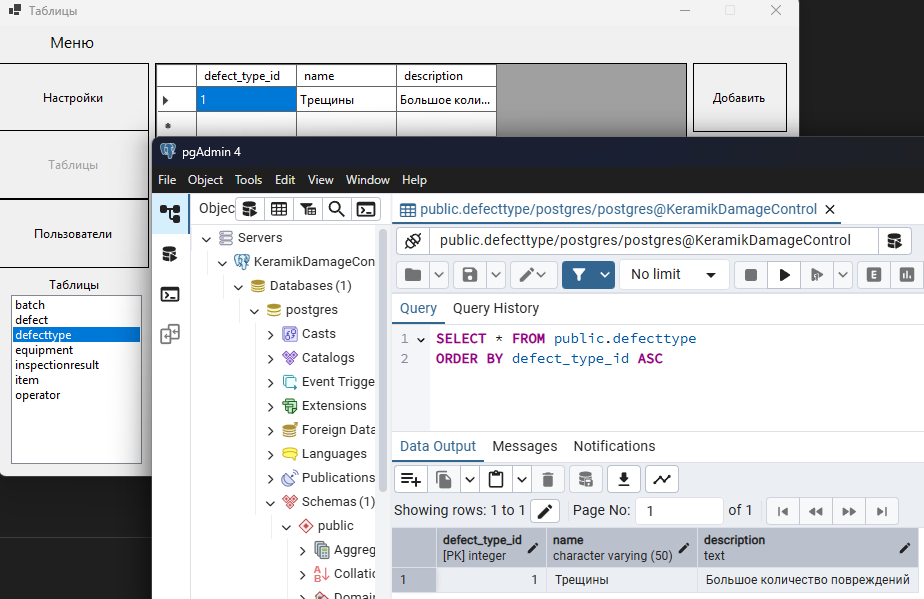 Таблицы
Меню
Настройки
Таблицы
Пользователи
Таблицы
batch
defect
defecttype
equipment
inspectionresult
item
operator
defect_type_id name description
1 Трещины Большое коли...
Добавить
pgAdmin 4
File Object Tools Edit View Window Help
Objec
Servers
KeramikDamageCon
Databases (1)
postgres
Casts
Catalogs
Event Trigge
Extensions
Foreign Data
Languages
Publications
Schemas (1)
public
Aggreg
Collatic
Domai
public.defecttype/postgres/postgres@KeramikDamageControl
public.defecttype/postgres/postgres@KeramikDamageControl
No limit
E
Query Query History
1 SELECT * FROM public.defecttype
2 ORDER BY defect_type_id ASC
Data Output Messages Notifications
Showing rows: 1 to 1 Page No: 1 of 1
defect_type_id name description
[PK] integer character varying (50) text
1 1 Трещины Большое количество повреждений